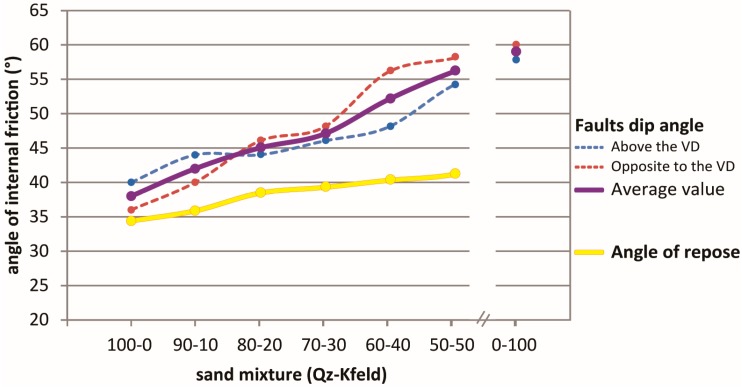 65
60
55
50
45
40
35
30
25
20
angle of internal friction (°)
100-0 90-10 80-20 70-30 60-40 50-50 // 0-100
sand mixture (Qz-Kfeld)
Faults dip angle
Above the VD
Opposite to the VD
Average value
Angle of repose